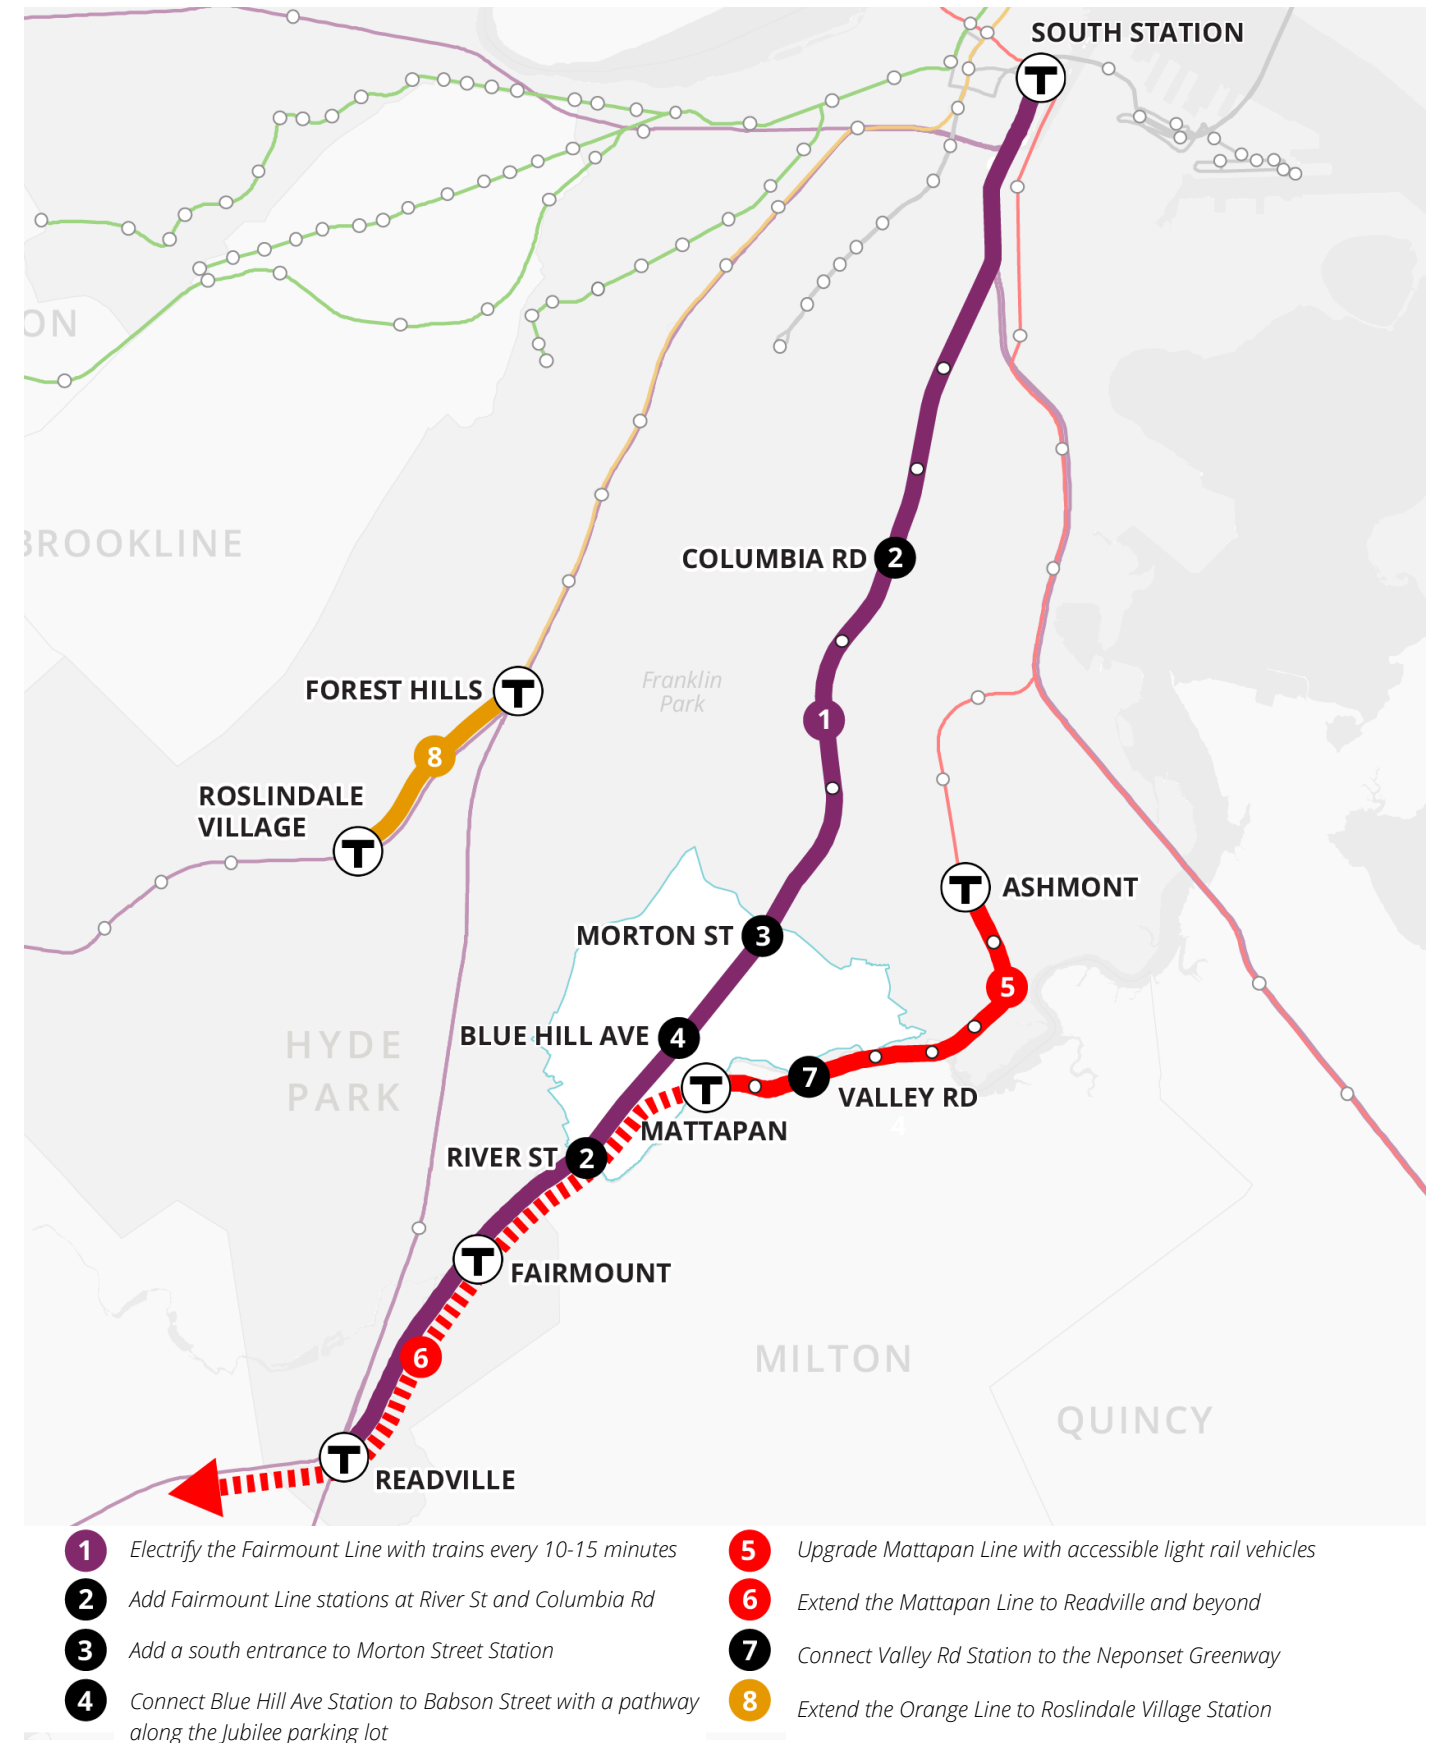 SOUTH STATION
T
ON
BROOKLINE
COLUMBIA RD 2
Franklin
Park
FOREST HILLS T
1
8
ROSLINDALE
VILLAGE
T
T ASHMONT
MORTON ST 3
5
BLUE HILL AVE 4
HYDE
PARK
T
7
VALLEY RD
4
MATTAPAN
RIVER ST 2
T
FAIRMOUNT
6
MILTON
QUINCY
T
READVILLE
1 Electrify the Fairmount Line with trains every 10-15 minutes
2 Add Fairmount Line stations at River St and Columbia Rd
3 Add a south entrance to Morton Street Station
4 Connect Blue Hill Ave Station to Babson Street with a pathway
along the Jubilee parking lot
5 Upgrade Mattapan Line with accessible light rail vehicles
6 Extend the Mattapan Line to Readville and beyond
7 Connect Valley Rd Station to the Neponset Greenway
8 Extend the Orange Line to Roslindale Village Station